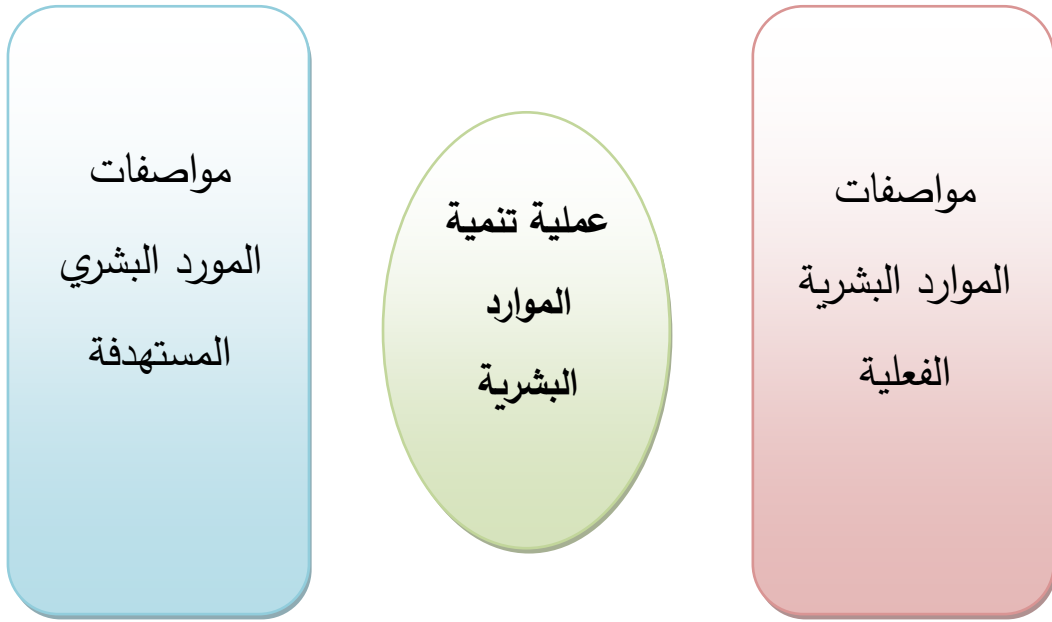 مواصفات
الموارد البشرية
الفعلية
عملية تنمية
الموارد
البشرية
مواصفات
المورد البشري
المستهدفة